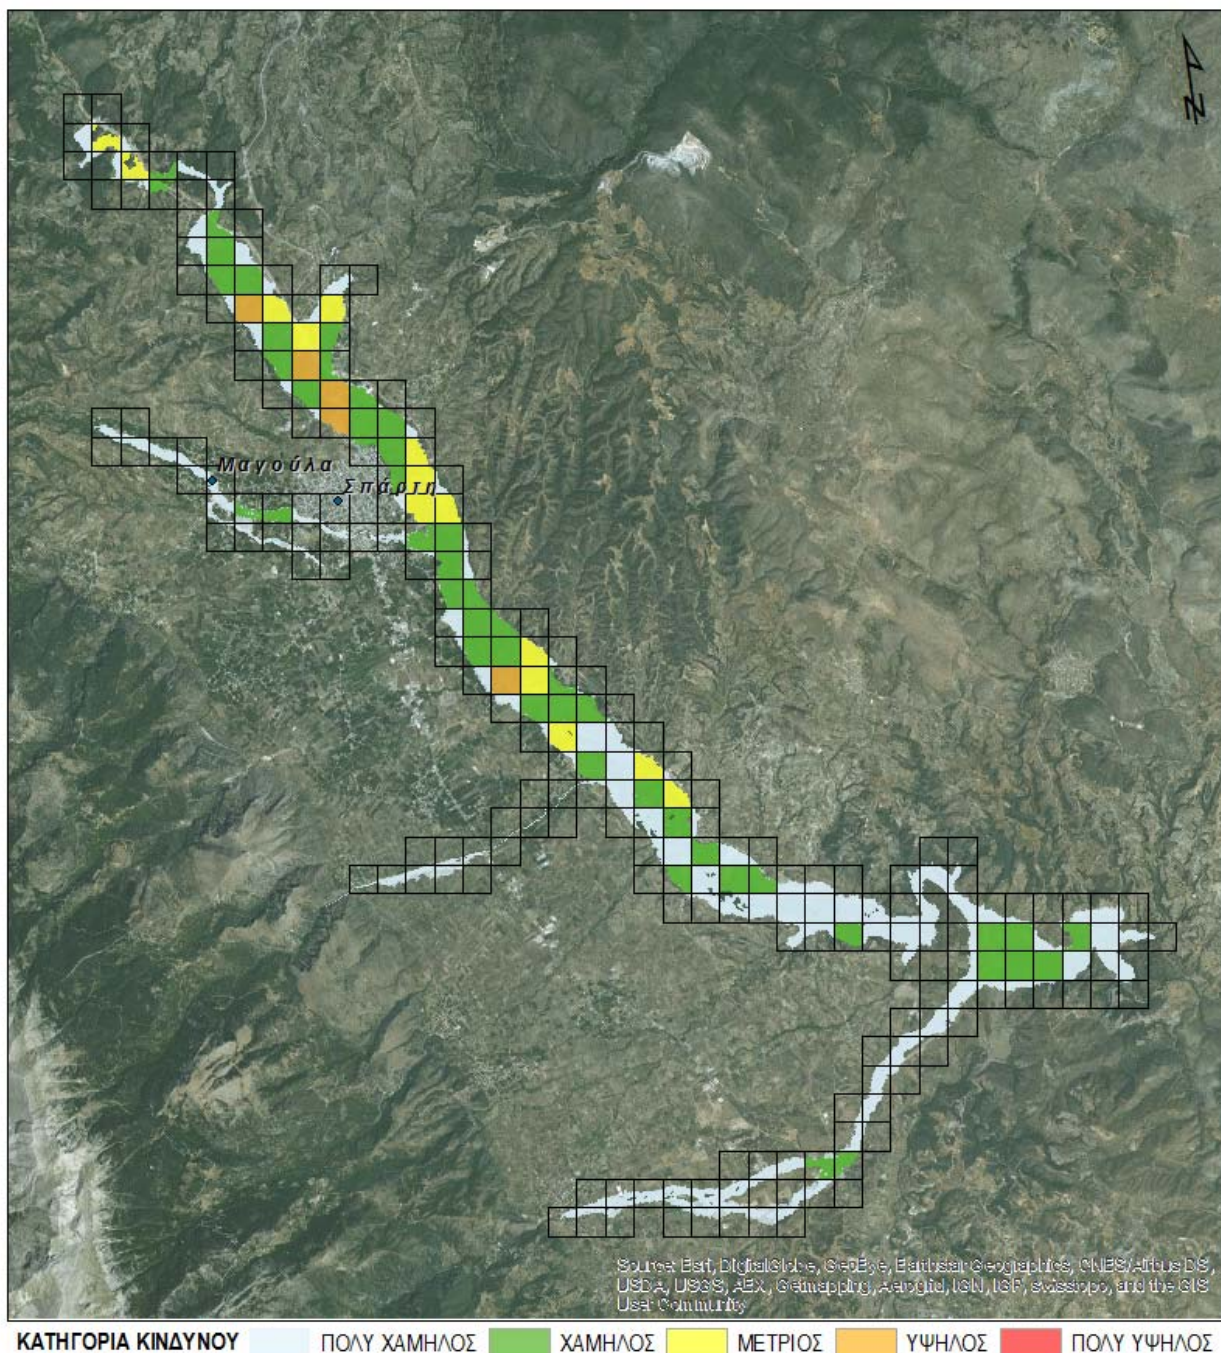 N
Μαγούλα
Σπάρτη
Source: Esri, DigitalGlobe, GeoEye, Earthstar Geographics, CNES/Airbus DS,
USDA, USGS, AEX, Getmapping, Aerogrid, IGN, IGP, swisstopo, and the GIS
User Community
ΚΑΤΗΓΟΡΙΑ ΚΙΝΔΥΝΟΥ ΠΟΛΥ ΧΑΜΗΛΟΣ ΧΑΜΗΛΟΣ ΜΕΤΡΙΟΣ ΥΨΗΛΟΣ ΠΟΛΥ ΥΨΗΛΟΣ